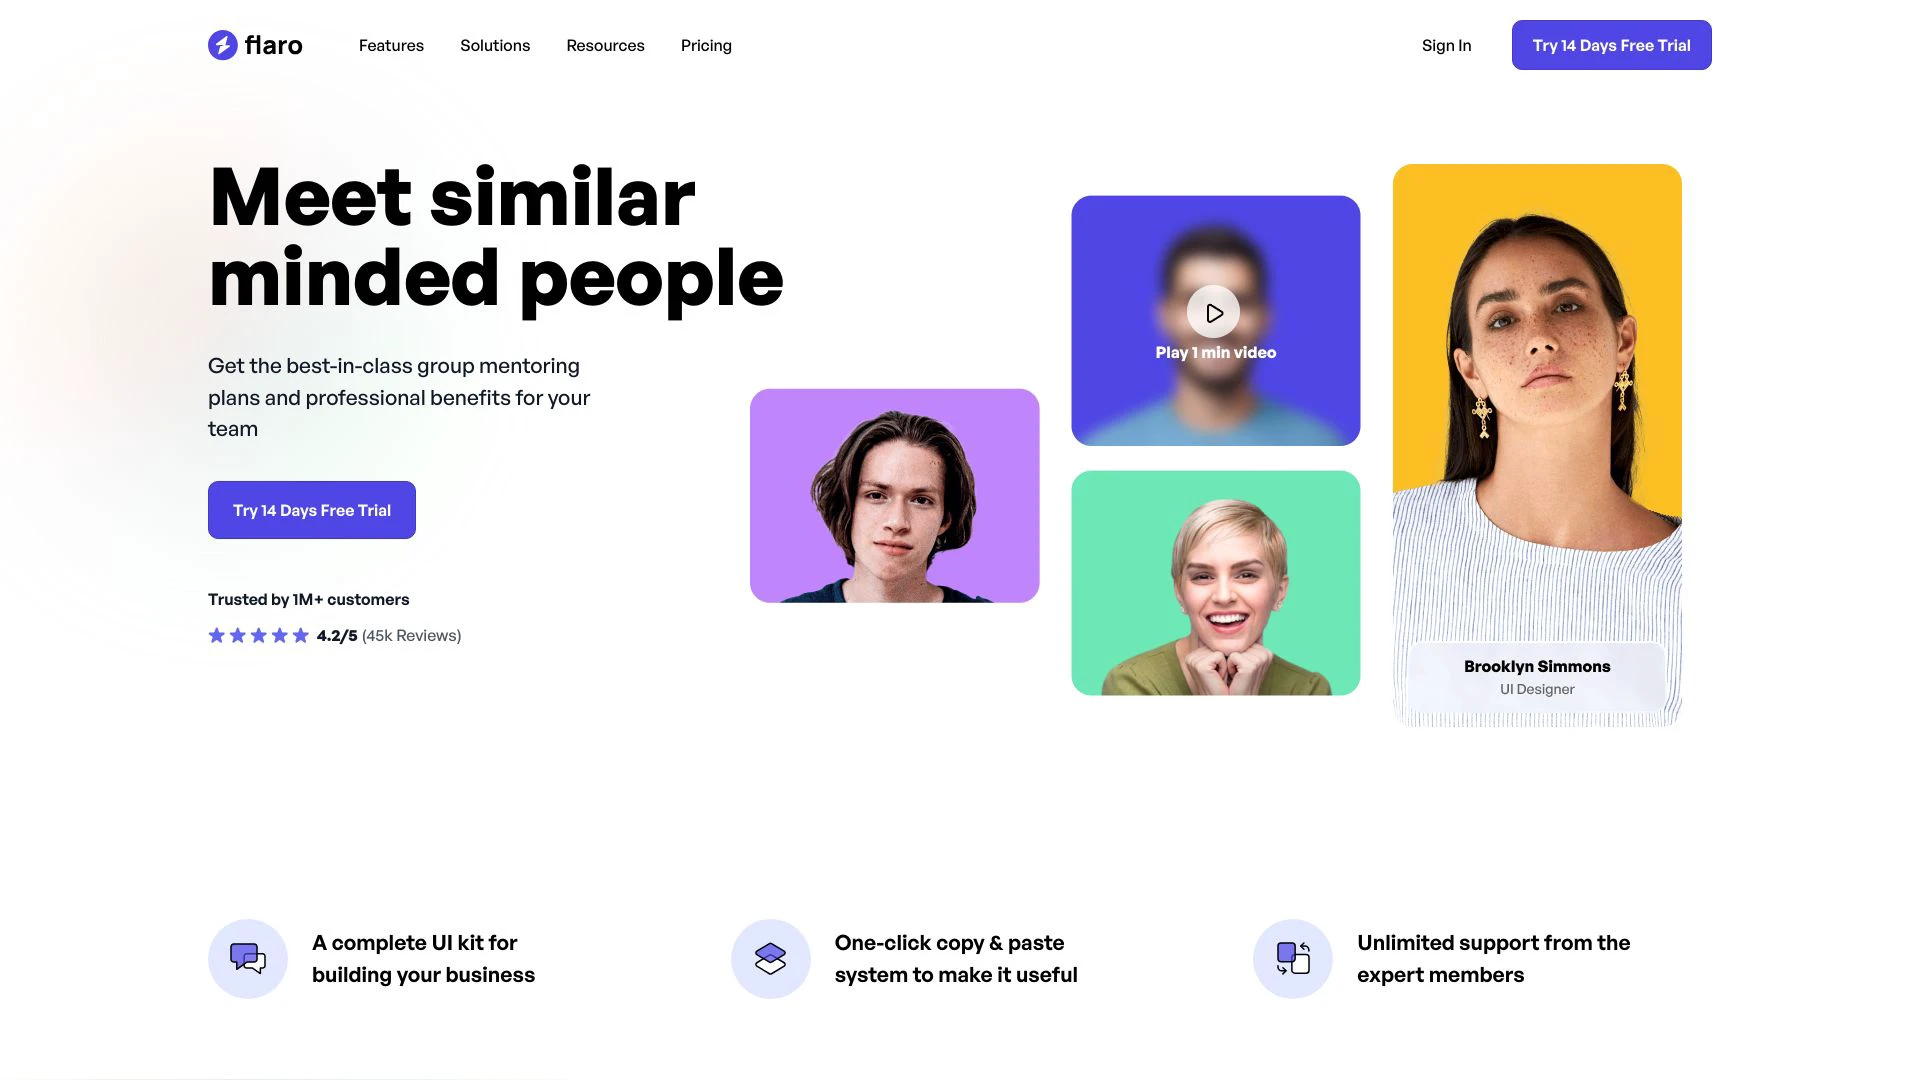 flaro
Features
Solutions
Resources
Pricing
Sign In
Try 14 Days Free Trial
Meet similar
minded people
Get the best-in-class group mentoring
plans and professional benefits for your
team
Try 14 Days Free Trial
Trusted by 1M+ customers
4.2/5 (45k Reviews)
Play 1 min video
Brooklyn Simmons
UI Designer
A complete UI kit for
building your business
One-click copy & paste
system to make it useful
Unlimited support from the
expert members